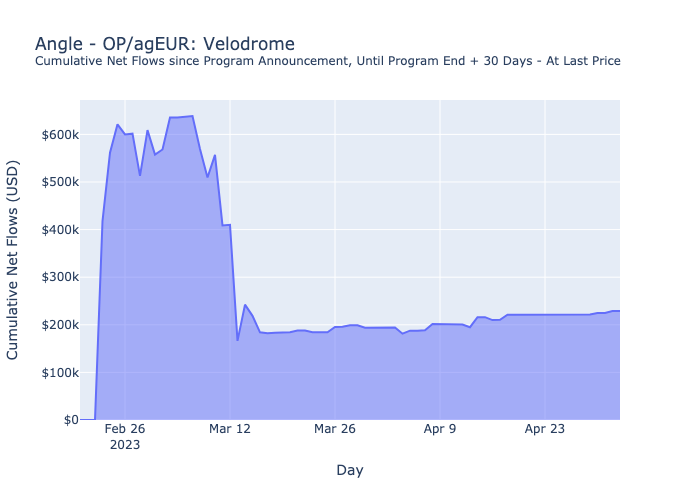 Angle - OP/agEUR: Velodrome
Cumulative Net Flows since Program Announcement, Until Program End + 30 Days - At Last Price
Cumulative Net Flows (USD)
$600k
$500k
$400k
$300k
$200k
$100k
$0
Feb 26
2023
Mar 12
Mar 26
Apr 9
Apr 23
Day